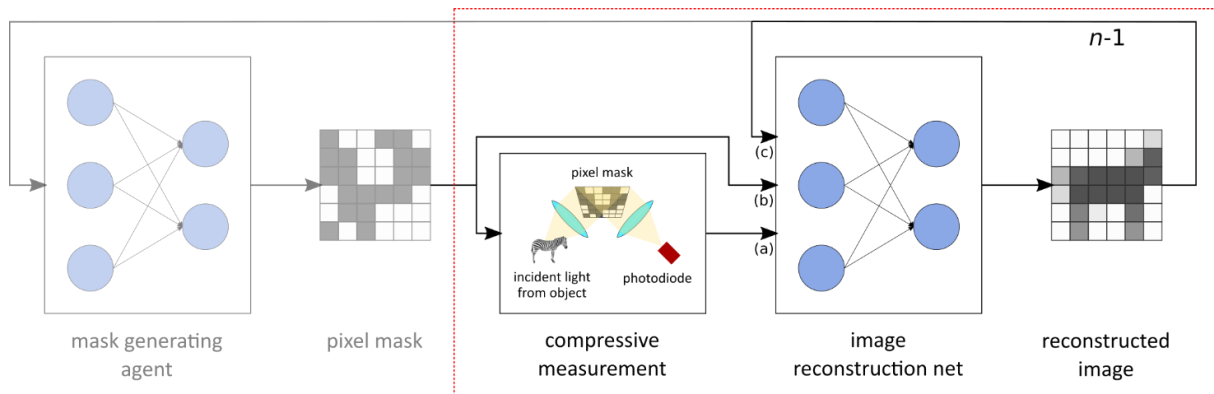 n-1
(c)
(b)
(a)
pixel mask
incident light
from object
photodiode
mask generating
agent
pixel mask
compressive
measurement
image
reconstruction net
reconstructed
image